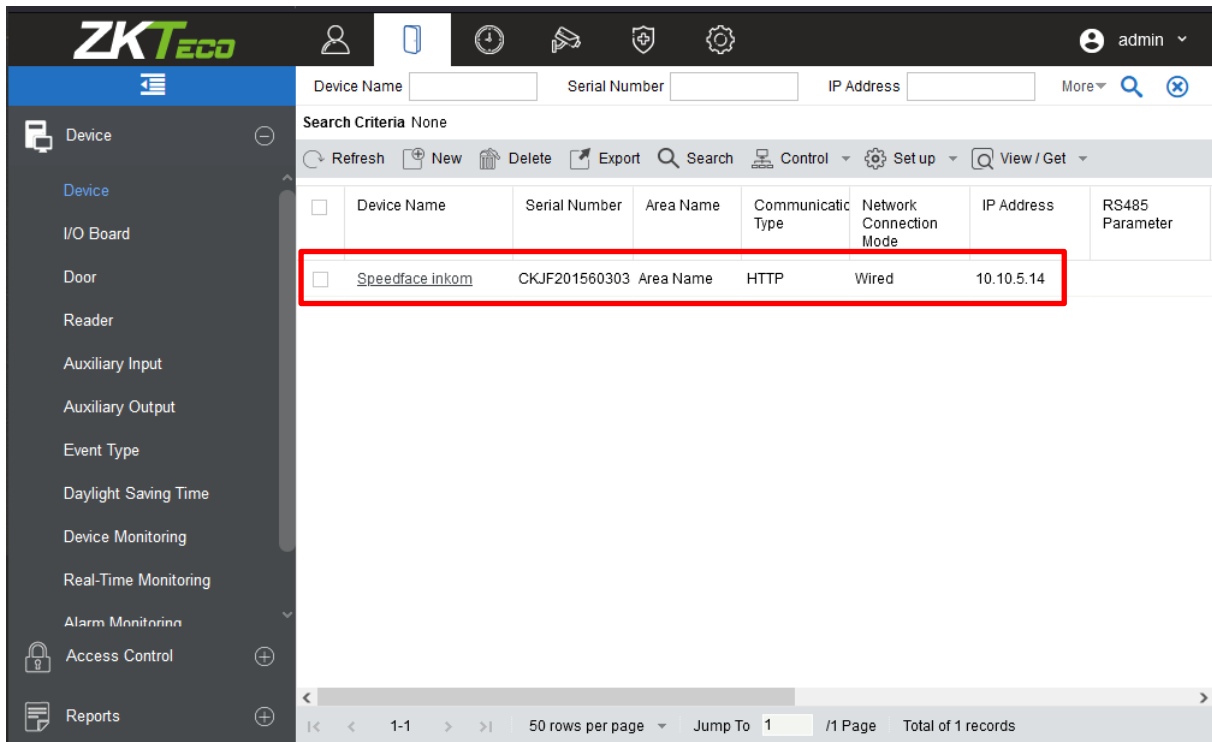 ZKTECO
admin
Device Name Serial Number IP Address More
Search Criteria None
Refresh New Delete Export Search Control Set up View / Get
Device Name Serial Number Area Name Communicatic Type Network Connection Mode IP Address RS485 Parameter
Speedface inkom CKJF201560303 Area Name HTTP Wired 10.10.5.14
Device
Device
I/O Board
Door
Reader
Auxiliary Input
Auxiliary Output
Event Type
Daylight Saving Time
Device Monitoring
Real-Time Monitoring
Alarm Monitoring
Access Control
Reports
1-1 50 rows per page Jump To 1 /1 Page Total of 1 records